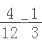 4/12 = 1/3